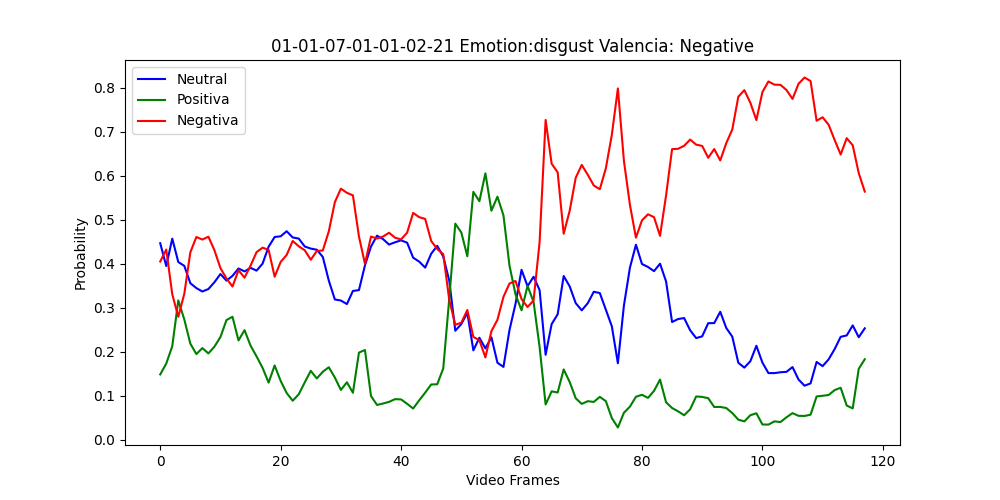 01-01-07-01-01-02-21 Emotion:disgust Valencia: Negative
Neutral
Positiva
Negativa
0.8
0.7
0.6
0.5
0.4
0.3
0.2
0.1
0.0
Probability
0 20 40 60 80 100 120
Video Frames